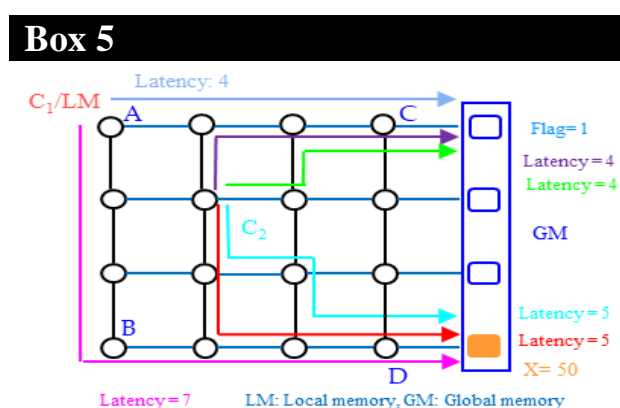 Box 5
Latency: 4
C₁/LM
A
C
Flag= 1
Latency = 4
Latency = 4
C₂
GM
B
Latency = 5
Latency = 5
D
X= 50
Latency = 7
LM: Local memory, GM: Global memory